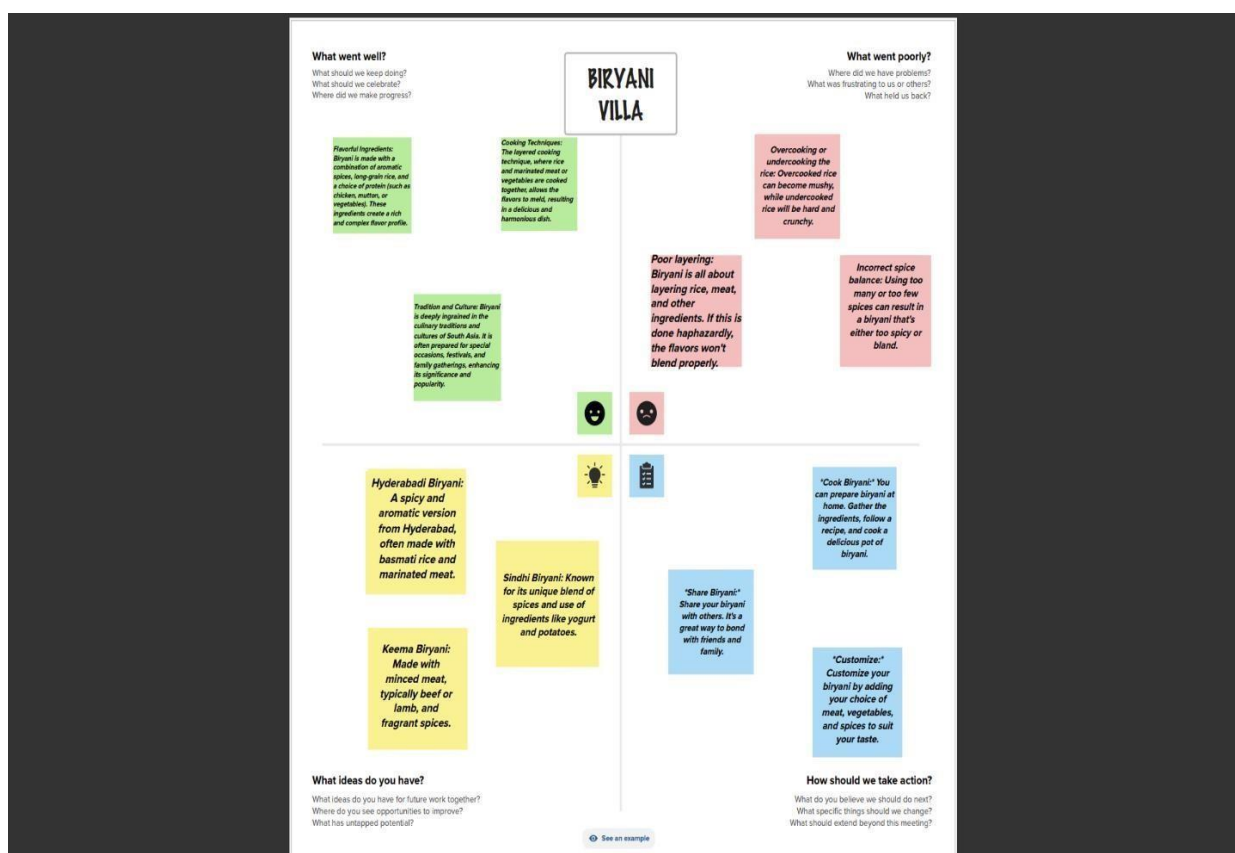 What went well?
What should we keep doing?
What should we celebrate?
Where did we make progress?
BIRYANI
VILLA
What went poorly?
Where did we have problems?
What was frustrating to us or others?
What held us back?
Flavorful Ingredients:
Biryani is made with a
combination of aromatic
spices, long-grain rice, and
a choice of protein (such as
chicken, mutton, or
vegetables). These
ingredients create a rich
and complex flavor profile.
Cooking Techniques:
The layered cooking
technique, where rice
and marinated meat or
vegetables are cooked
together, allows the
flavors to meld, resulting
in a delicious and
harmonious dish.
Overcooking or
undercooking the
rice: Overcooked rice
can become mushy,
while undercooked
rice will be hard and
crunchy.
Poor layering:
Biryani is all about
layering rice, meat,
and other
ingredients. If this is
done haphazardly,
the flavors won't
blend properly.
Incorrect spice
balance: Using too
many or too few
spices can result in
a biryani that's
either too spicy or
bland.
Tradition and Culture: Biryani
is deeply ingrained in the
culinary traditions and
cultures of South Asia. It is
often prepared for special
occasions, festivals, and
family gatherings, enhancing
its significance and
popularity.
Hyderabadi Biryani:
A spicy and
aromatic version
from Hyderabad,
often made with
basmati rice and
marinated meat.
Sindhi Biryani: Known
for its unique blend of
spices and use of
ingredients like yogurt
and potatoes.
Keema Biryani:
Made with
minced meat,
typically beef or
lamb, and
fragrant spices.
*Cook Biryani:* You
can prepare biryani at
home. Gather the
ingredients, follow a
recipe, and cook a
delicious pot of
biryani.
*Share Biryani:*
Share your biryani
with others. It's a
great way to bond
with friends and
family.
*Customize:*
Customize your
biryani by adding
your choice of
meat, vegetables,
and spices to suit
your taste.
What ideas do you have?
What ideas do you have for future work together?
Where do you see opportunities to improve?
What has untapped potential?
How should we take action?
What do you believe we should do next?
What specific things should we change?
What should extend beyond this meeting?
See an example